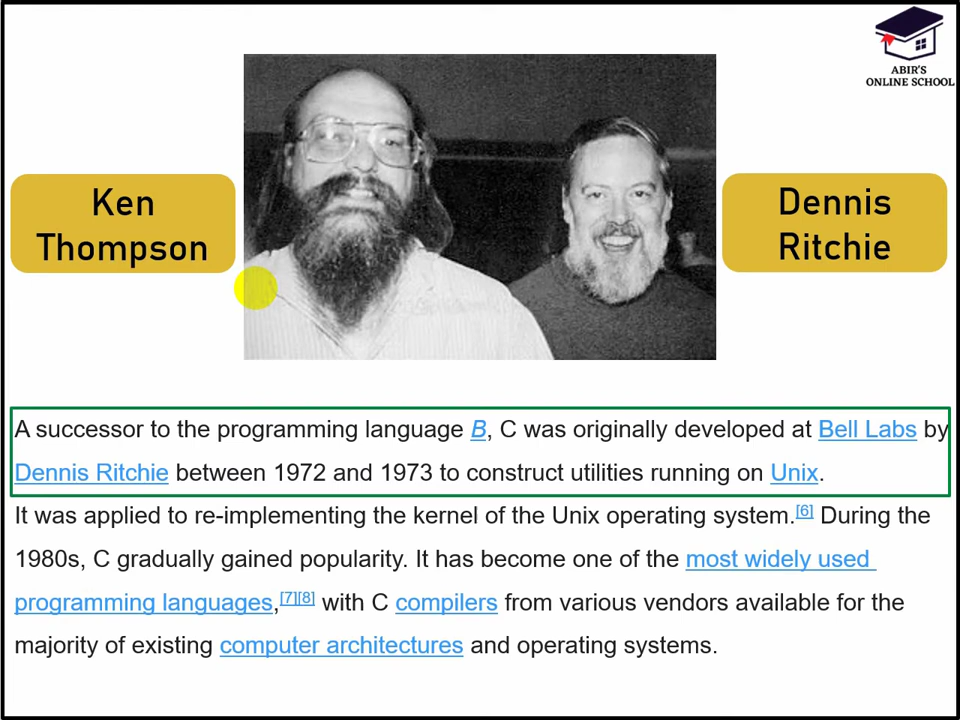 ABIR'S
ONLINE SCHOOL
Ken
Thompson
Dennis
Ritchie
A successor to the programming language B, C was originally developed at Bell Labs by
Dennis Ritchie between 1972 and 1973 to construct utilities running on Unix.
It was applied to re-implementing the kernel of the Unix operating system.[6] During the
1980s, C gradually gained popularity. It has become one of the most widely used
programming languages,[7][8] with C compilers from various vendors available for the
majority of existing computer architectures and operating systems.